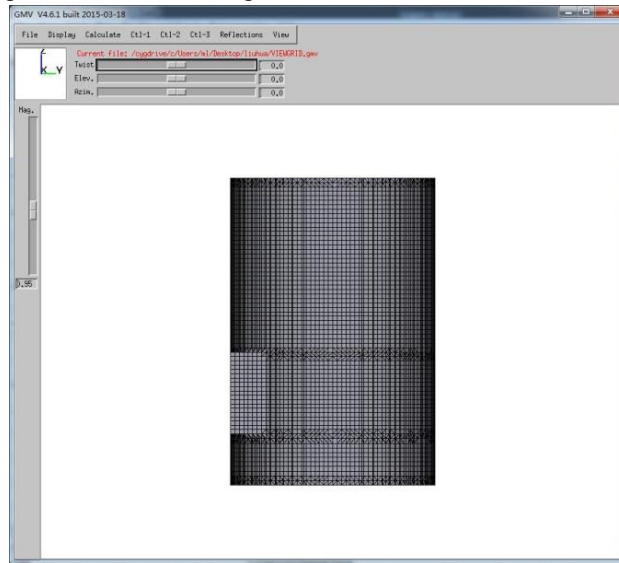 GMV V4.6.1 built 2015-03-18
File Display Calculate Ctl-1 Ctl-2 Ctl-3 Reflections View
Current file: /cygdrive/c/Users/ml/Desktop/liuhua/VIEWGRID.gmv
Twist 0.0
Elev. 0.0
Azim. 0.0
Mag.
0.95